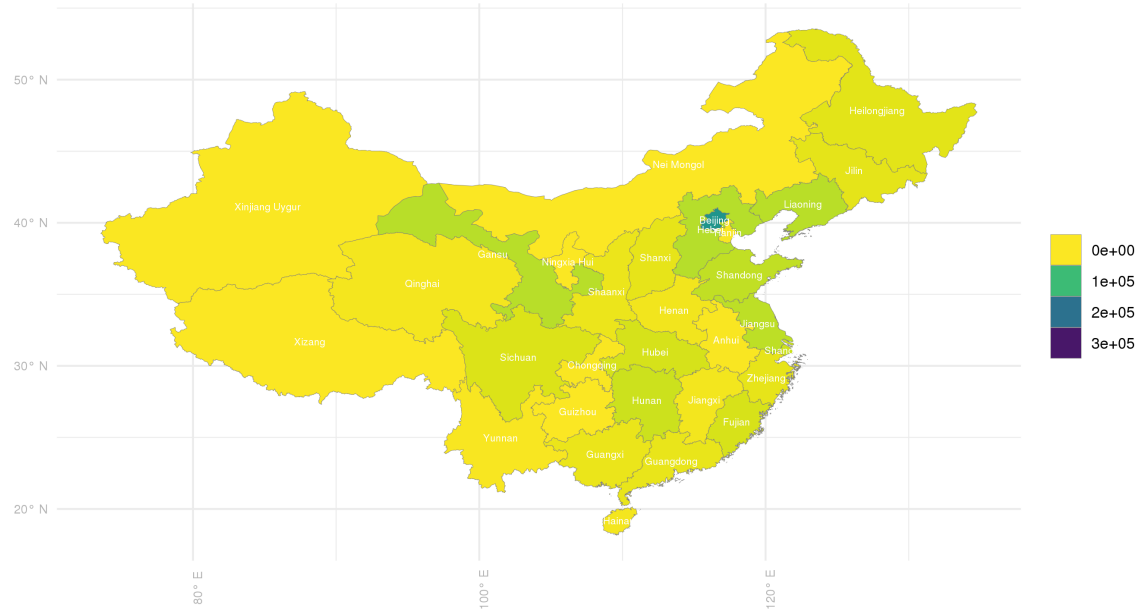 50° N
40° N
30° N
20° N
80° E
100° E
120° E
Heilongjiang
Nei Mongol
Jilin
Xinjiang Uygur
Liaoning
Beijing
Hebei
Tianjin
Gansu
Ningxia Hui
Shanxi
Shandong
Qinghai
Shaanxi
Henan
Jiangsu
Xizang
Anhui
Shang
Sichuan
Hubei
Chongqing
Zhejiang
Hunan
Jiangxi
Guizhou
Fujian
Yunnan
Guangxi
Guangdong
Hainan
0e+00
1e+05
2e+05
3e+05